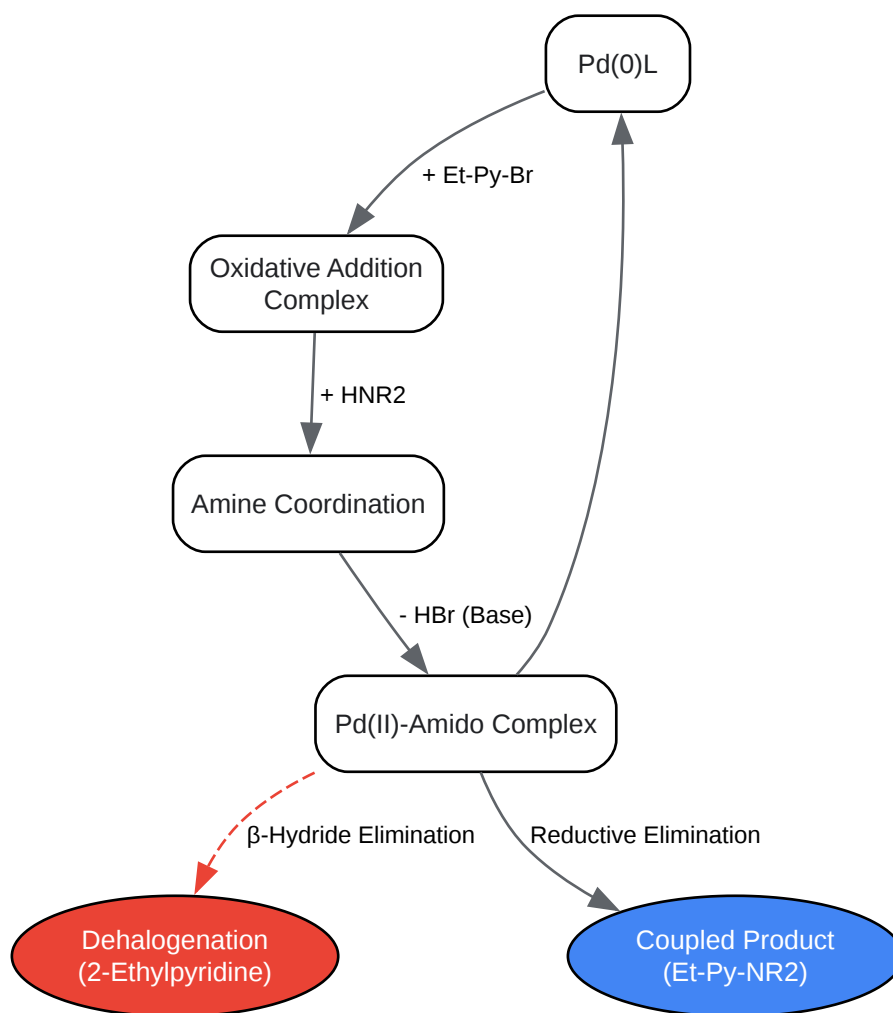 Pd(0)L
+ Et-Py-Br
Oxidative Addition
Complex
+ HNR2
Amine Coordination
- HBr (Base)
Pd(II)-Amido Complex
β-Hydride Elimination
Reductive Elimination
Dehalogenation
(2-Ethylpyridine)
Coupled Product
(Et-Py-NR2)